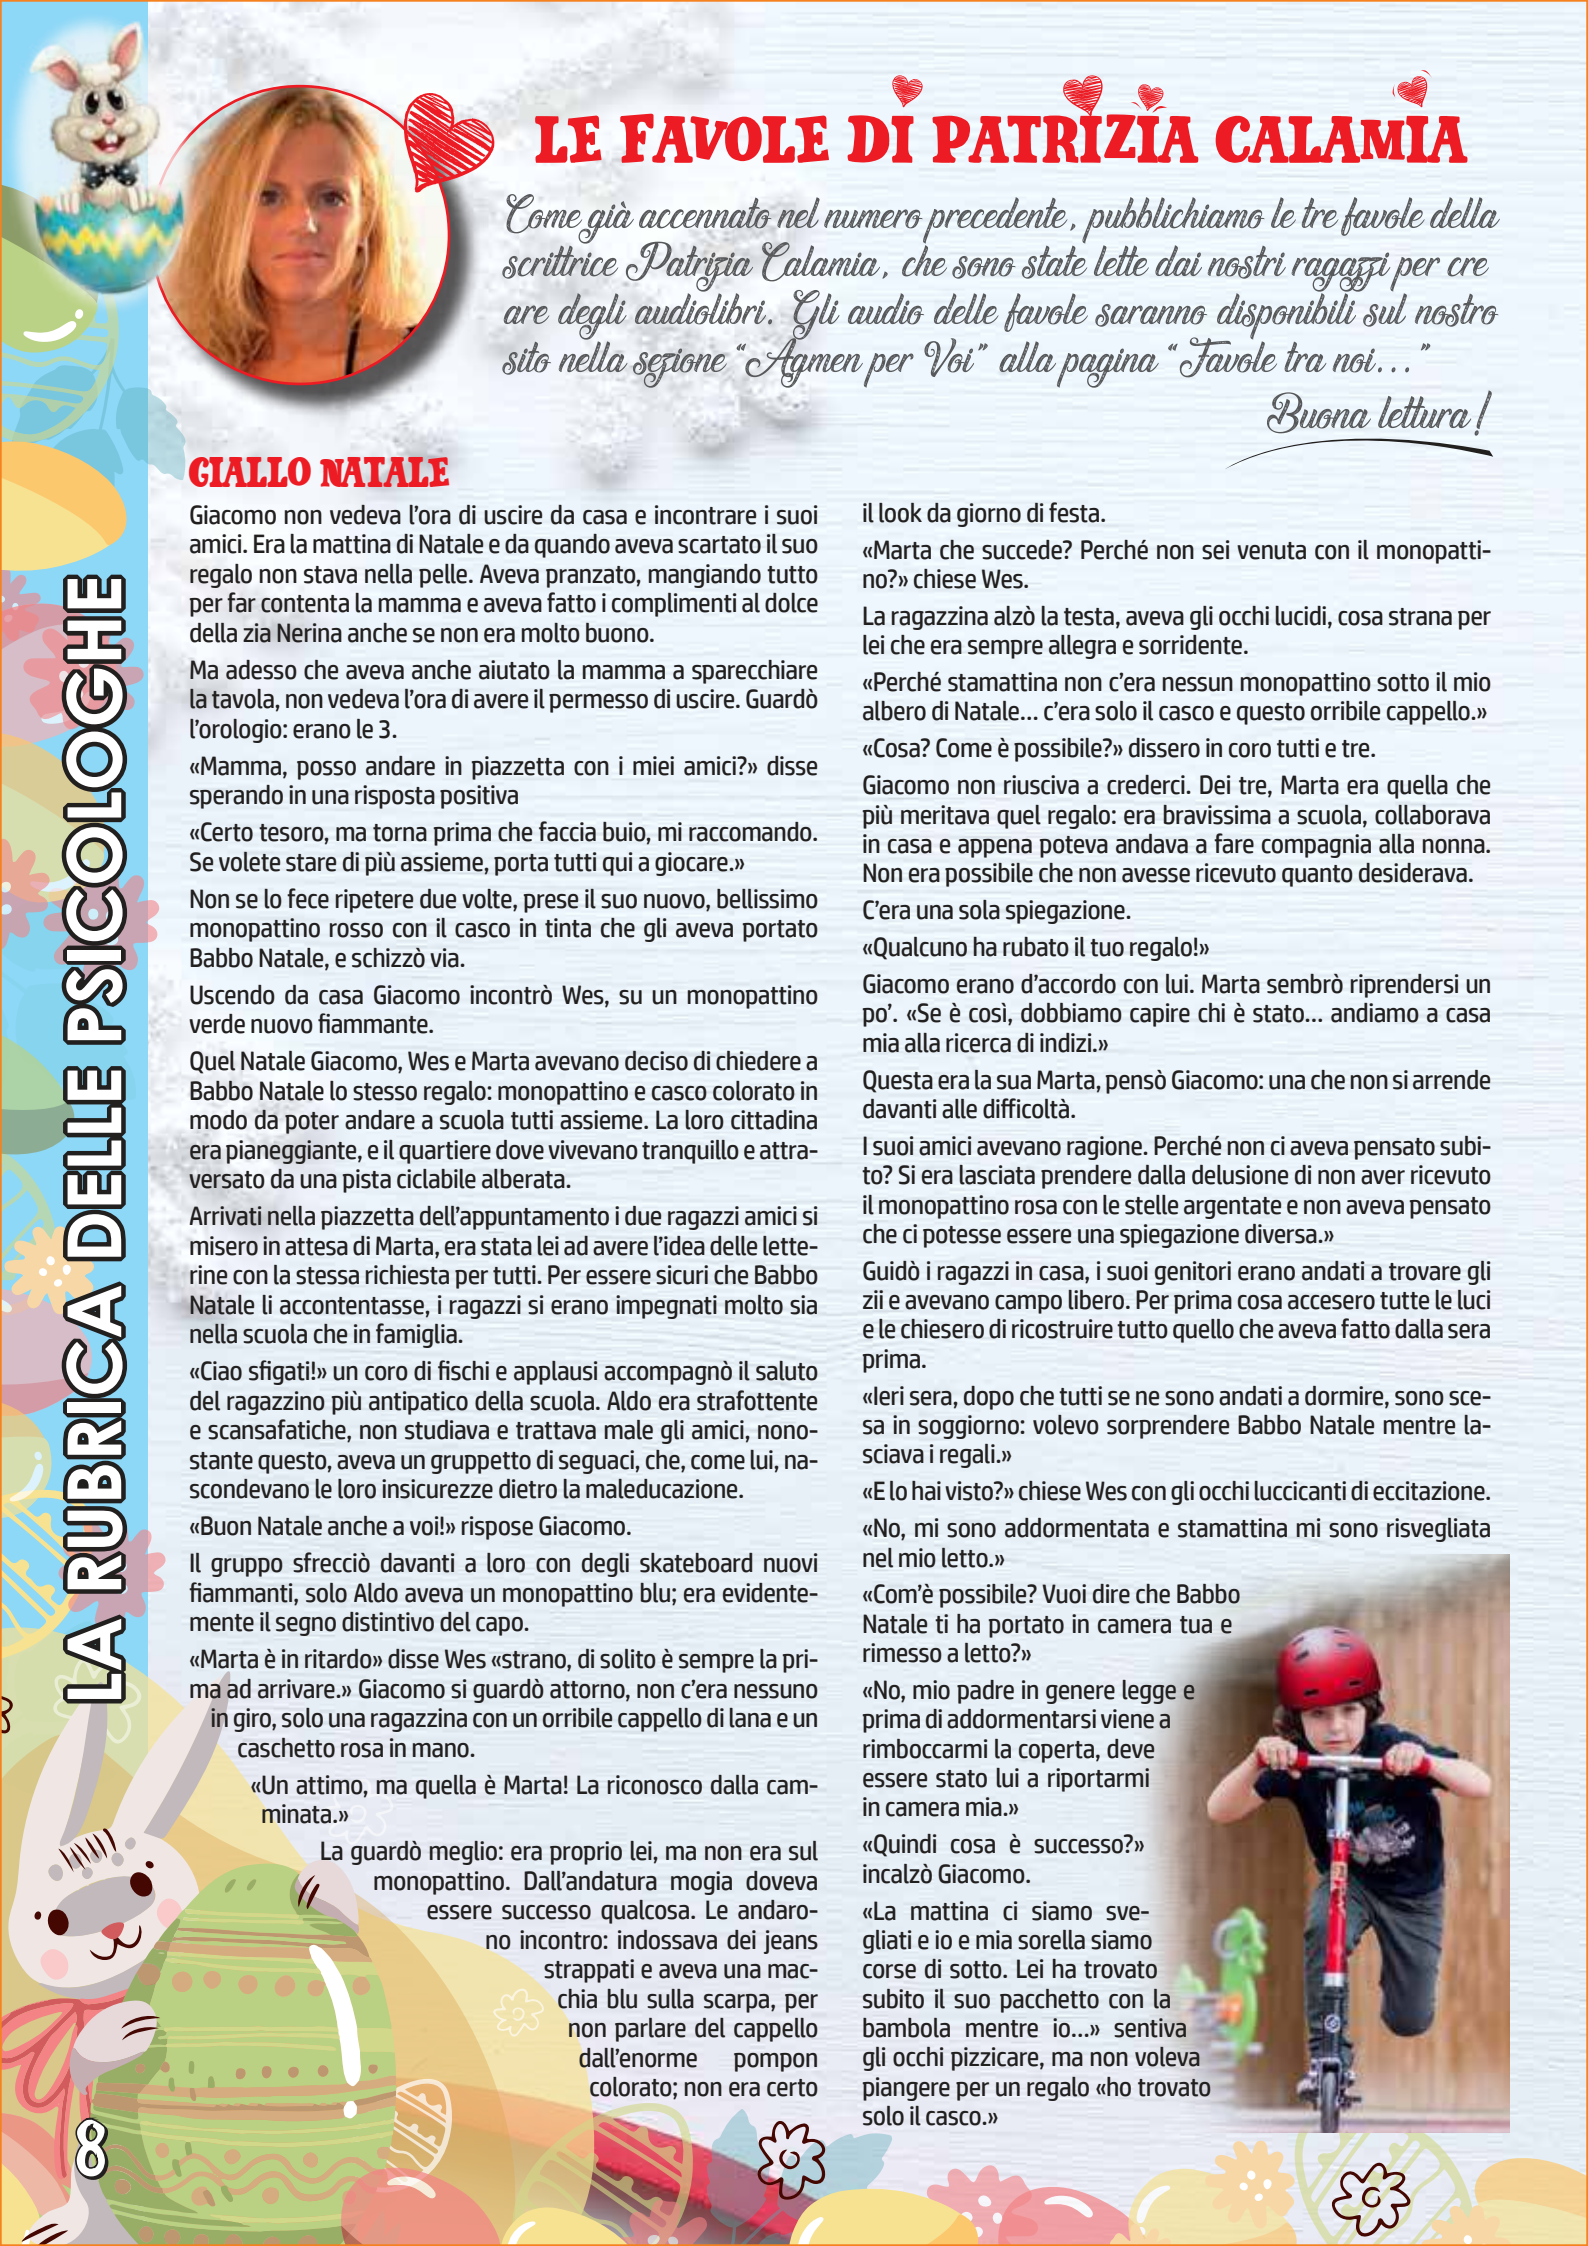 LE FAVOLE DI PATRIZIA CALAMIA
Come già accennato nel numero precedente, pubblichiamo le tre favole della
scrittrice Patrizia Calamia, che sono state lette dai nostri ragazzi per cre
are degli audiolibri. Gli audio delle favole saranno disponibili sul nostro
sito nella sezione “Agmen per Voi” alla pagina “Favole tra noi...”
Buona lettura!
LA RUBRICA DELLE PSICOLOGHE
GIALLO NATALE
Giacomo non vedeva l’ora di uscire da casa e incontrare i suoi
amici. Era la mattina di Natale e da quando aveva scartato il suo
regalo non stava nella pelle. Aveva pranzato, mangiando tutto
per far contenta la mamma e aveva fatto i complimenti al dolce
della zia Nerina anche se non era molto buono.
Ma adesso che aveva anche aiutato la mamma a sparecchiare
la tavola, non vedeva l’ora di avere il permesso di uscire. Guardò
l’orologio: erano le 3.
«Mamma, posso andare in piazzetta con i miei amici?» disse
sperando in una risposta positiva
«Certo tesoro, ma torna prima che faccia buio, mi raccomando.
Se volete stare di più assieme, porta tutti qui a giocare.»
Non se lo fece ripetere due volte, prese il suo nuovo, bellissimo
monopattino rosso con il casco in tinta che gli aveva portato
Babbo Natale, e schizzò via.
Uscendo da casa Giacomo incontrò Wes, su un monopattino
verde nuovo fiammante.
Quel Natale Giacomo, Wes e Marta avevano deciso di chiedere a
Babbo Natale lo stesso regalo: monopattino e casco colorato in
modo da poter andare a scuola tutti assieme. La loro cittadina
era pianeggiante, e il quartiere dove vivevano tranquillo e attra-
versato da una pista ciclabile alberata.
Arrivati nella piazzetta dell’appuntamento i due ragazzi amici si
misero in attesa di Marta, era stata lei ad avere l’idea delle lette-
rine con la stessa richiesta per tutti. Per essere sicuri che Babbo
Natale li accontentasse, i ragazzi si erano impegnati molto sia
nella scuola che in famiglia.
«Ciao sfigati!» un coro di fischi e applausi accompagnò il saluto
del ragazzino più antipatico della scuola. Aldo era strafottente
e scansafatiche, non studiava e trattava male gli amici, nono-
stante questo, aveva un gruppetto di seguaci, che, come lui, na-
scondevano le loro insicurezze dietro la maleducazione.
«Buon Natale anche a voi!» rispose Giacomo.
Il gruppo sfrecciò davanti a loro con degli skateboard nuovi
fiammanti, solo Aldo aveva un monopattino blu; era evidente-
mente il segno distintivo del capo.
«Marta è in ritardo» disse Wes «strano, di solito è sempre la pri-
ma ad arrivare.» Giacomo si guardò attorno, non c’era nessuno
in giro, solo una ragazzina con un orribile cappello di lana e un
caschetto rosa in mano.
«Un attimo, ma quella è Marta! La riconosco dalla cam-
minata.»
La guardò meglio: era proprio lei, ma non era sul
monopattino. Dall’andatura mogia doveva
essere successo qualcosa. Le andaro-
no incontro: indossava dei jeans
strappati e aveva una mac-
chia blu sulla scarpa, per
non parlare del cappello
dall’enorme pompon
colorato; non era certo
il look da giorno di festa.
«Marta che succede? Perché non sei venuta con il monopatti-
no?» chiese Wes.
La ragazzina alzò la testa, aveva gli occhi lucidi, cosa strana per
lei che era sempre allegra e sorridente.
«Perché stamattina non c’era nessun monopattino sotto il mio
albero di Natale... c’era solo il casco e questo orribile cappello.»
«Cosa? Come è possibile?» dissero in coro tutti e tre.
Giacomo non riusciva a crederci. Dei tre, Marta era quella che
più meritava quel regalo: era bravissima a scuola, collaborava
in casa e appena poteva andava a fare compagnia alla nonna.
Non era possibile che non avesse ricevuto quanto desiderava.
C’era una sola spiegazione.
«Qualcuno ha rubato il tuo regalo!»
Giacomo erano d’accordo con lui. Marta sembrò riprendersi un
po’. «Se è così, dobbiamo capire chi è stato... andiamo a casa
mia alla ricerca di indizi.»
Questa era la sua Marta, pensò Giacomo: una che non si arrende
davanti alle difficoltà.
I suoi amici avevano ragione. Perché non ci aveva pensato subi-
to? Si era lasciata prendere dalla delusione di non aver ricevuto
il monopattino rosa con le stelle argentate e non aveva pensato
che ci potesse essere una spiegazione diversa.»
Guidò i ragazzi in casa, i suoi genitori erano andati a trovare gli
zii e avevano campo libero. Per prima cosa accesero tutte le luci
e le chiesero di ricostruire tutto quello che aveva fatto dalla sera
prima.
«Ieri sera, dopo che tutti se ne sono andati a dormire, sono sce-
sa in soggiorno: volevo sorprendere Babbo Natale mentre la-
sciava i regali.»
«E lo hai visto?» chiese Wes con gli occhi luccicanti di eccitazione.
«No, mi sono addormentata e stamattina mi sono risvegliata
nel mio letto.»
«Com’è possibile? Vuoi dire che Babbo
Natale ti ha portato in camera tua e
rimesso a letto?»
«No, mio padre in genere legge e
prima di addormentarsi viene a
rimboccarmi la coperta, deve
essere stato lui a riportarmi
in camera mia.»
«Quindi cosa è successo?»
incalzò Giacomo.
«La mattina ci siamo sve-
gliati e io e mia sorella siamo
corse di sotto. Lei ha trovato
subito il suo pacchetto con la
bambola mentre io...» sentiva
gli occhi pizzicare, ma non voleva
piangere per un regalo «ho trovato
solo il casco.»
8